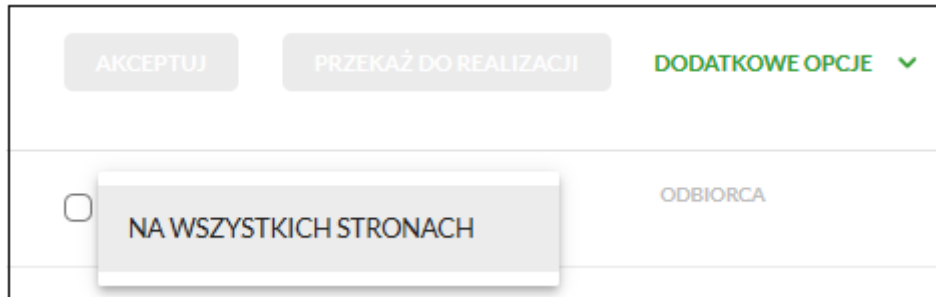 AKCEPTUJ PRZEKAŻ DO REALIZACJI DODATKOWE OPCJE
ODBIORCA
NA WSZYSTKICH STRONACH